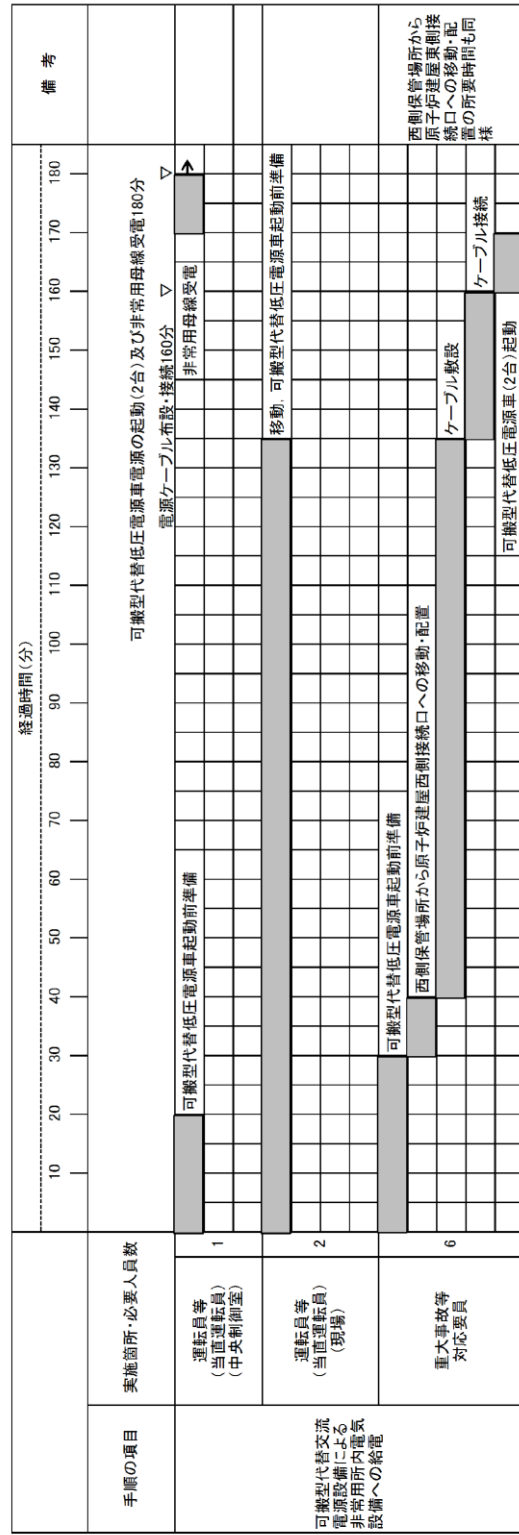 経過時間(分)
備 考
手順の項目
実施箇所・必要人員数
10
20
30
40
50
60
70
80
90
100
110
120
130
140
150
160
170
180
可搬型代替低圧電源車電源の起動(2台)及び非常用母線受電180分
▽
電源ケーブル布設・接続160分 ▽
可搬型代替交流
電源設備による
非常用所内電気
設備への給電
運転員等
(当直運転員)
(中央制御室)
1
可搬型代替低圧電源車起動前準備
非常用母線受電
運転員等
(当直運転員)
(現場)
2
移動，可搬型代替低圧電源車起動前準備
重大事故等
対応要員
6
可搬型代替低圧電源車起動前準備
西側保管場所から原子炉建屋西側接続口への移動・配置
ケーブル敷設
ケーブル接続
可搬型代替低圧電源車(2台)起動
西側保管場所から
原子炉建屋東側接
続口への移動・配
置の所要時間も同
様